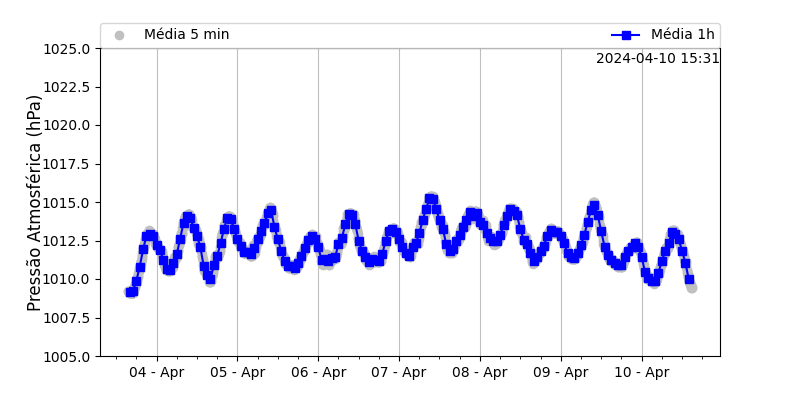 Média 5 min
Média 1h
2024-04-10 15:31
Pressão Atmosférica (hPa)
1025.0
1022.5
1020.0
1017.5
1015.0
1012.5
1010.0
1007.5
1005.0
04 - Apr
05 - Apr
06 - Apr
07 - Apr
08 - Apr
09 - Apr
10 - Apr